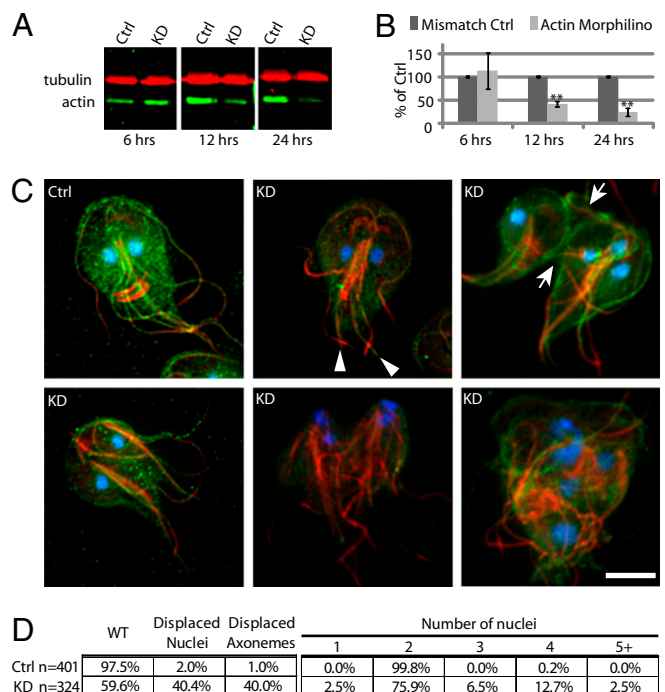 A
Ctrl KD Ctrl KD Ctrl KD
tubulin
actin
6 hrs 12 hrs 24 hrs
B
Mismatch Ctrl Actin Morphilino
% of Ctrl
150
100
50
0
** **
6 hrs 12 hrs 24 hrs
C
Ctrl KD KD
KD KD KD
D
WT Displaced Nuclei Displaced Axonemes Number of nuclei
1 2 3 4 5+
Ctrl n=401 97.5% 2.0% 1.0% 0.0% 99.8% 0.0% 0.2% 0.0%
KD n=324 59.6% 40.4% 40.0% 2.5% 75.9% 6.5% 12.7% 2.5%